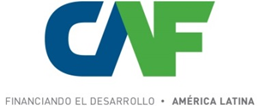 CAF
FINANCIANDO EL DESARROLLO • AMÉRICA LATINA